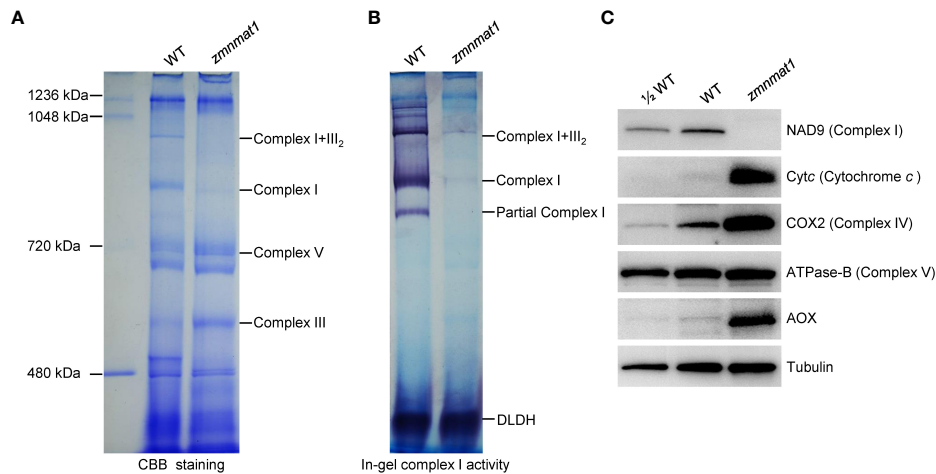 A
WT
zmnmat1
1236 kDa
1048 kDa
720 kDa
480 kDa
Complex I+III2
Complex I
Complex V
Complex III
CBB staining
B
WT
zmnmat1
Complex I+III2
Complex I
Partial Complex I
DLDH
In-gel complex I activity
C
½ WT
WT
zmnmat1
NAD9 (Complex I)
Cytc (Cytochrome c )
COX2 (Complex IV)
ATPase-B (Complex V)
AOX
Tubulin